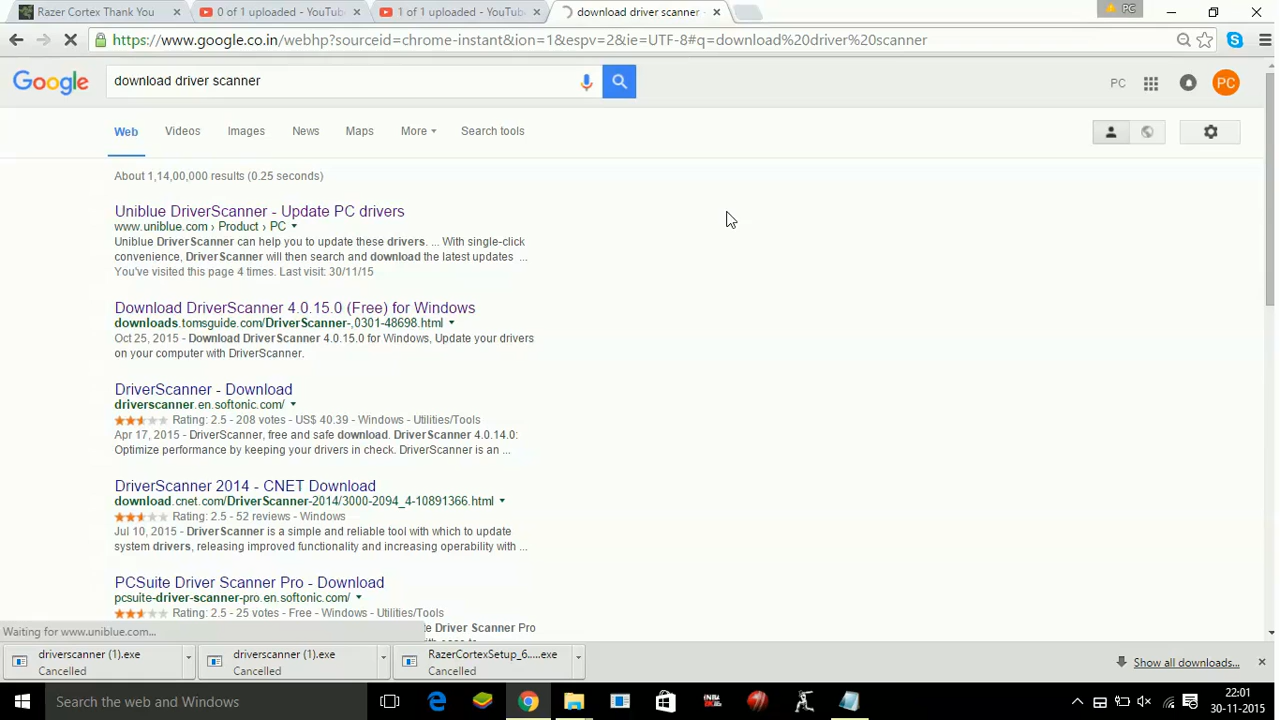 Razer Cortex Thank You
0 of 1 uploaded - YouTub
1 of 1 uploaded - YouTub
download driver scanner -
PC
https://www.google.co.in/webhp?sourceid=chrome-instant&ion=1&espv=2&ie=UTF-8#q=download%20driver%20scanner
Google
download driver scanner
PC
PC
Web
Videos
Images
News
Maps
More
Search tools
About 1,14,00,000 results (0.25 seconds)
Uniblue DriverScanner - Update PC drivers
www.uniblue.com › Product › PC
Uniblue DriverScanner can help you to update these drivers. ... With single-click
convenience, DriverScanner will then search and download the latest updates ...
You've visited this page 4 times. Last visit: 30/11/15
Download DriverScanner 4.0.15.0 (Free) for Windows
downloads.tomsguide.com/DriverScanner-,0301-48698.html
Oct 25, 2015 - Download DriverScanner 4.0.15.0 for Windows, Update your drivers
on your computer with DriverScanner.
DriverScanner - Download
driverscanner.en.softonic.com/
Rating: 2.5 - 208 votes - US$ 40.39 - Windows - Utilities/Tools
Apr 17, 2015 - DriverScanner, free and safe download. DriverScanner 4.0.14.0:
Optimize performance by keeping your drivers in check. DriverScanner is an ...
DriverScanner 2014 - CNET Download
download.cnet.com/DriverScanner-2014/3000-2094_4-10891366.html
Rating: 2.5 - 52 reviews - Windows
Jul 10, 2015 - DriverScanner is a simple and reliable tool with which to update
system drivers, releasing improved functionality and increasing operability with ...
PCSuite Driver Scanner Pro - Download
pcsuite-driver-scanner-pro.en.softonic.com/
Rating: 2.5 - 25 votes - Free - Windows - Utilities/Tools
Driver Scanner Pro
Waiting for www.uniblue.com...
driverscanner (1).exe
Cancelled
driverscanner (1).exe
Cancelled
RazerCortexSetup_6.....exe
Cancelled
Show all downloads...
Search the web and Windows
22:01
30-11-2015